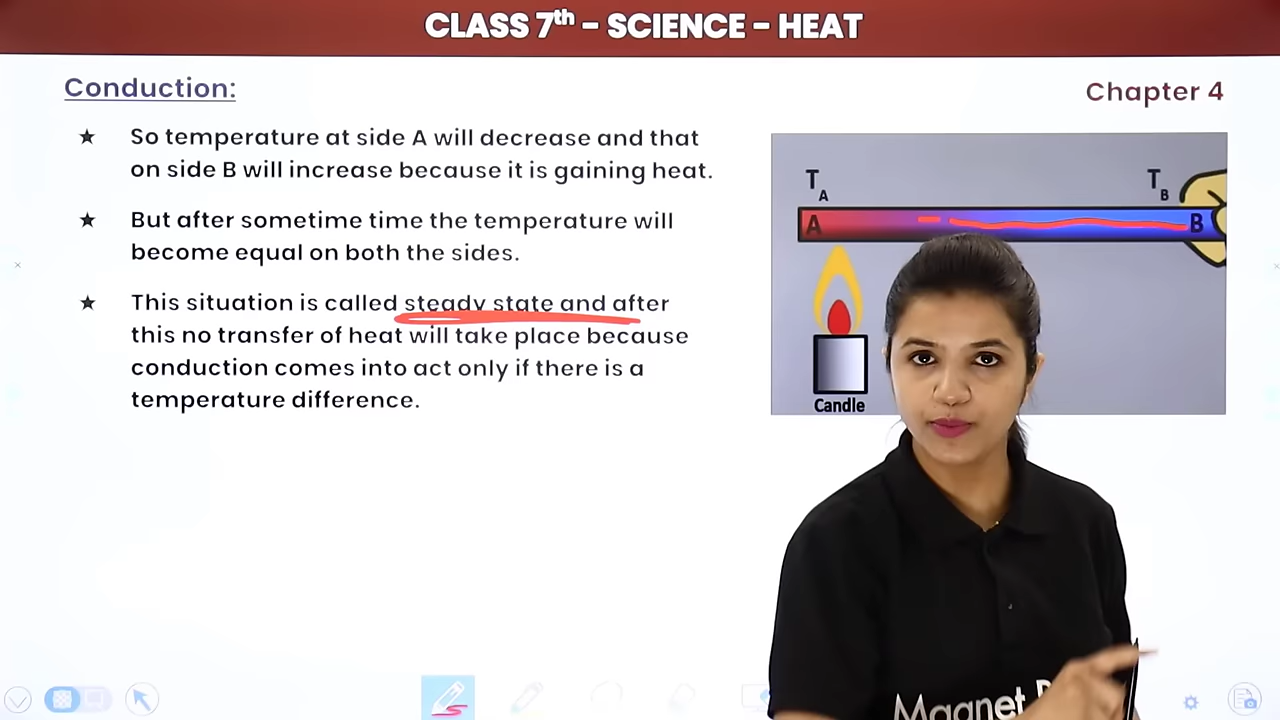 CLASS 7th - SCIENCE - HEAT
Conduction:
Chapter 4
★ So temperature at side A will decrease and that
on side B will increase because it is gaining heat.
★ But after sometime time the temperature will
become equal on both the sides.
★ This situation is called steady state and after
this no transfer of heat will take place because
conduction comes into act only if there is a
temperature difference.
TA
TB
A
B
Candle
Magnet